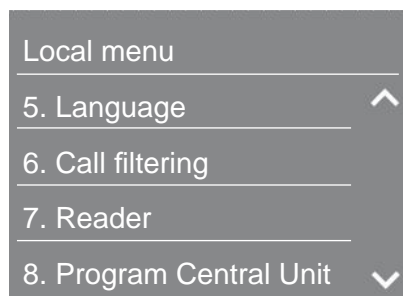 Local menu
5. Language
6. Call filtering
7. Reader
8. Program Central Unit